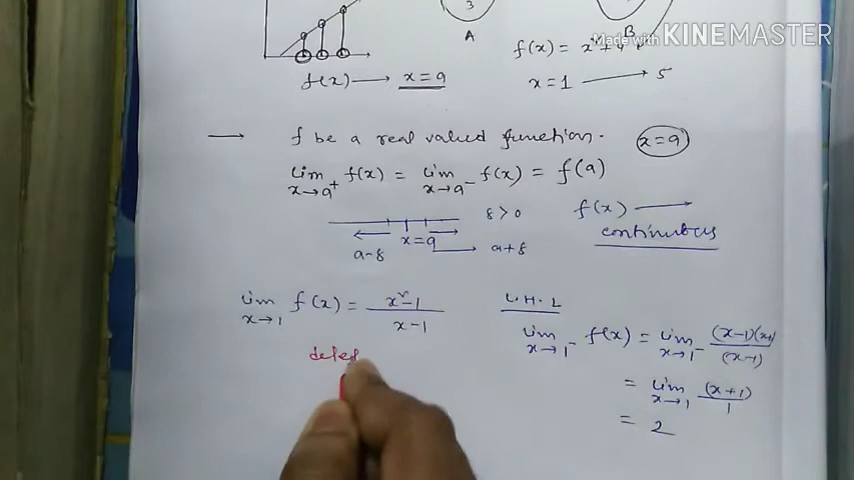 Made with KINEMASTER
3
A
B
f(x) = x² + 4
f(x) → x = a
x = 1 → 5
→ f be a real valued function. x = a
lim x→a⁺ f(x) = lim x→a⁻ f(x) = f(a)
δ > 0
f(x) →
x = a
continuous
a-δ
a+δ
lim x→1 f(x) = x²-1 / x-1
L.H.L
lim x→1⁻ f(x) = lim x→1⁻ (x-1)(x+1) / (x-1)
= lim x→1 (x+1) / 1
= 2